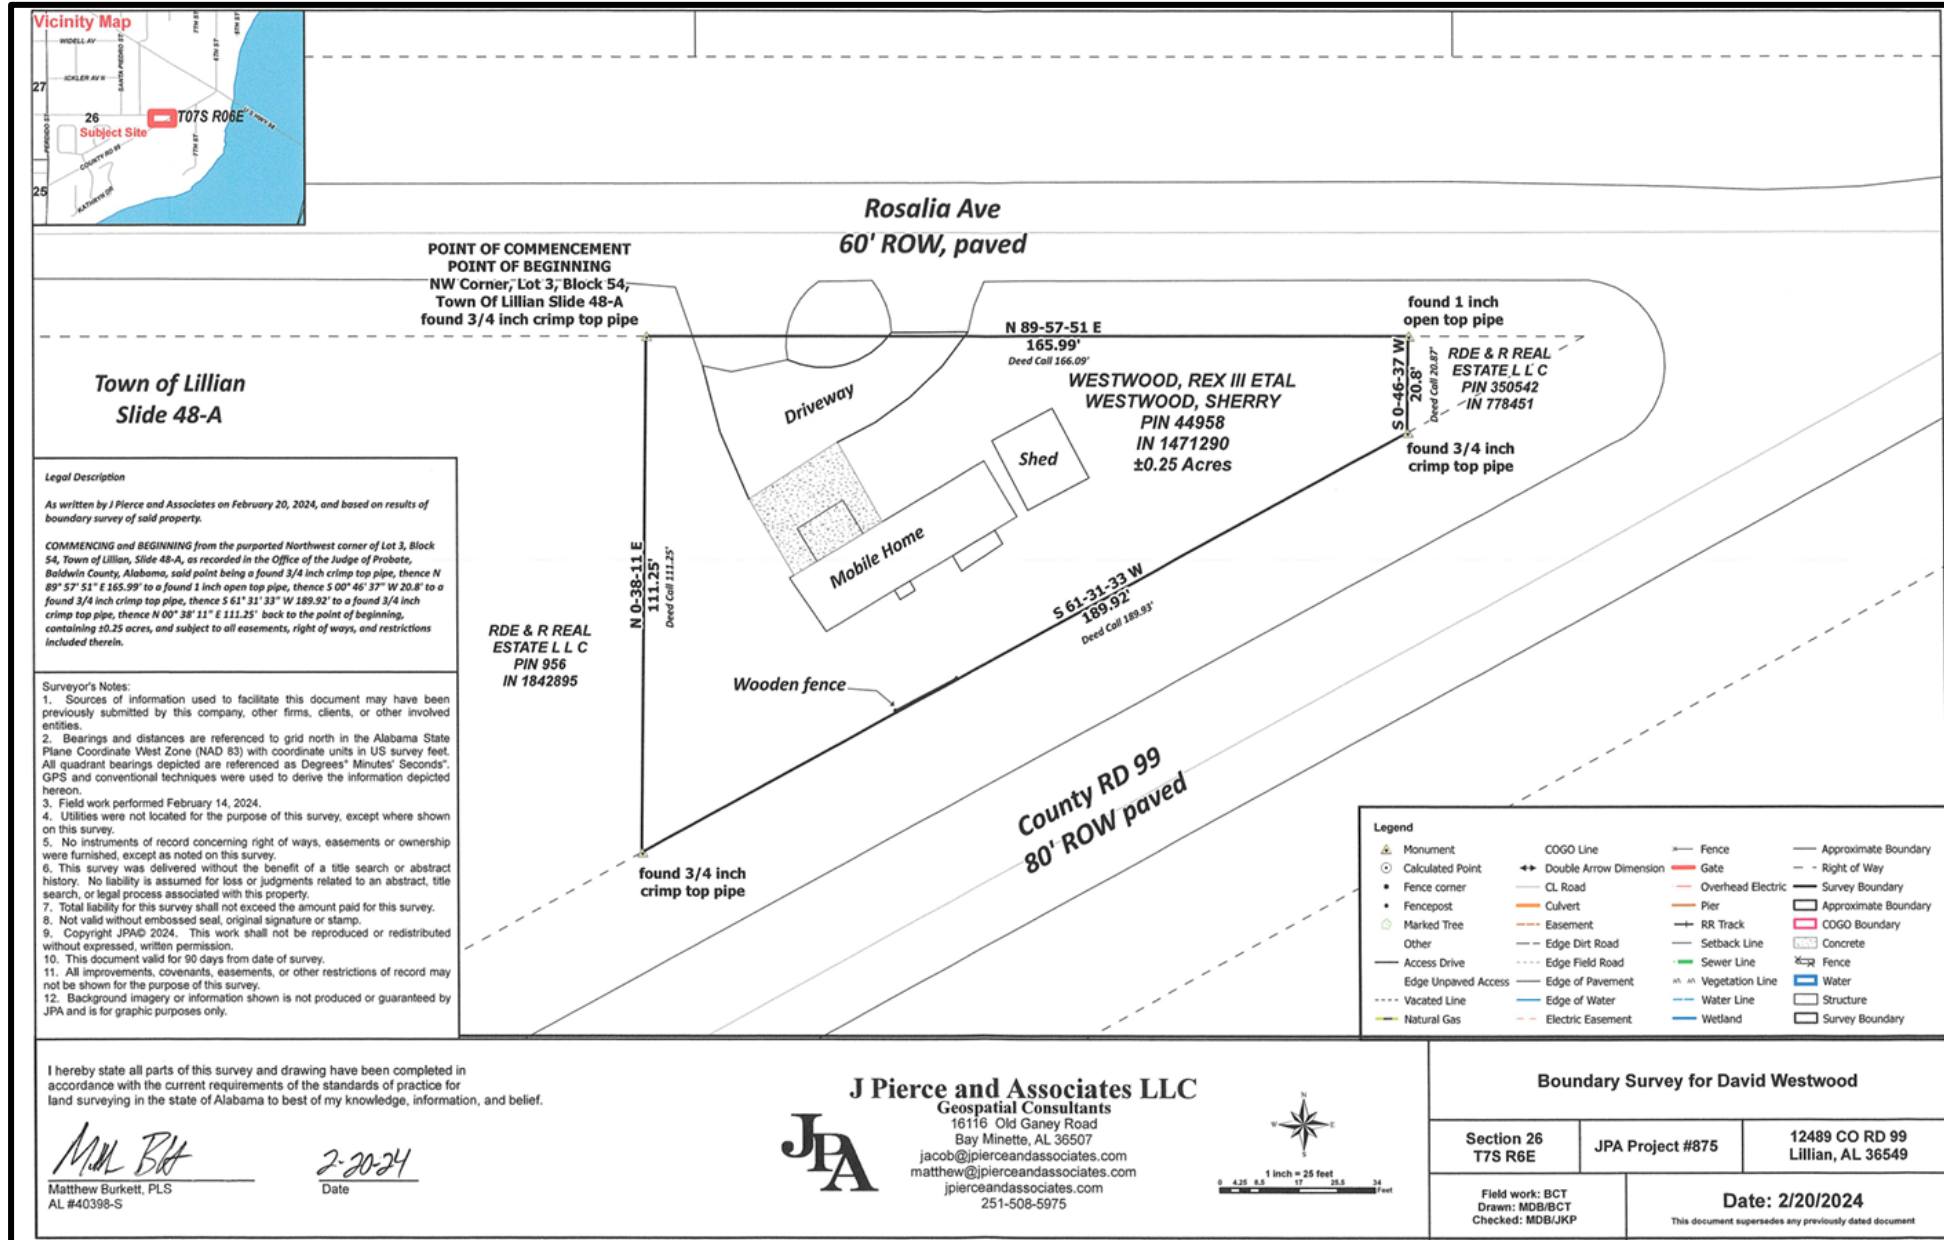 Vicinity Map
WIDELL AV
ICKLER AV N
SANTA PIEDRO ST
7TH ST
6TH ST
5TH ST
27
26
T07S R06E
U S HWY 98
Subject Site
PERDIDO ST
COUNTY RD 99
7TH ST
25
KATHRYN DR
Rosalia Ave
60' ROW, paved
POINT OF COMMENCEMENT
POINT OF BEGINNING
NW Corner, Lot 3, Block 54,
Town Of Lillian Slide 48-A
found 3/4 inch crimp top pipe
found 1 inch
open top pipe
N 89-57-51 E
165.99'
Deed Call 166.09'
S 0-46-37 W
20.8'
Deed Call 20.87'
RDE & R REAL
ESTATE L L C
PIN 350542
IN 778451
found 3/4 inch
crimp top pipe
Town of Lillian
Slide 48-A
Driveway
WESTWOOD, REX III ETAL
WESTWOOD, SHERRY
PIN 44958
IN 1471290
±0.25 Acres
Shed
Mobile Home
N 0-38-11 E
111.25'
Deed Call 111.25'
S 61-31-33 W
189.92'
Deed Call 189.93'
RDE & R REAL
ESTATE L L C
PIN 956
IN 1842895
Wooden fence
found 3/4 inch
crimp top pipe
County RD 99
80' ROW paved
Legal Description
As written by J Pierce and Associates on February 20, 2024, and based on results of
boundary survey of said property.
COMMENCING and BEGINNING from the purported Northwest corner of Lot 3, Block
54, Town of Lillian, Slide 48-A, as recorded in the Office of the Judge of Probate,
Baldwin County, Alabama, said point being a found 3/4 inch crimp top pipe, thence N
89° 57' 51" E 165.99' to a found 1 inch open top pipe, thence S 00° 46' 37" W 20.8' to a
found 3/4 inch crimp top pipe, thence S 61° 31' 33" W 189.92' to a found 3/4 inch
crimp top pipe, thence N 00° 38' 11" E 111.25' back to the point of beginning,
containing ±0.25 acres, and subject to all easements, right of ways, and restrictions
included therein.
Surveyor's Notes:
1. Sources of information used to facilitate this document may have been
previously submitted by this company, other firms, clients, or other involved
entities.
2. Bearings and distances are referenced to grid north in the Alabama State
Plane Coordinate West Zone (NAD 83) with coordinate units in US survey feet.
All quadrant bearings depicted are referenced as Degrees° Minutes' Seconds".
GPS and conventional techniques were used to derive the information depicted
hereon.
3. Field work performed February 14, 2024.
4. Utilities were not located for the purpose of this survey, except where shown
on this survey.
5. No instruments of record concerning right of ways, easements or ownership
were furnished, except as noted on this survey.
6. This survey was delivered without the benefit of a title search or abstract
history. No liability is assumed for loss or judgments related to an abstract, title
search, or legal process associated with this property.
7. Total liability for this survey shall not exceed the amount paid for this survey.
8. Not valid without embossed seal, original signature or stamp.
9. Copyright JPA© 2024. This work shall not be reproduced or redistributed
without expressed, written permission.
10. This document valid for 90 days from date of survey.
11. All improvements, covenants, easements, or other restrictions of record may
not be shown for the purpose of this survey.
12. Background imagery or information shown is not produced or guaranteed by
JPA and is for graphic purposes only.
Legend
Monument
Calculated Point
Fence corner
Fencepost
Marked Tree
Other
Access Drive
Edge Unpaved Access
Vacated Line
Natural Gas
COGO Line
Double Arrow Dimension
CL Road
Culvert
Easement
Edge Dirt Road
Edge Field Road
Edge of Pavement
Edge of Water
Electric Easement
Fence
Gate
Overhead Electric
Pier
RR Track
Setback Line
Sewer Line
Vegetation Line
Water Line
Wetland
Approximate Boundary
Right of Way
Survey Boundary
Approximate Boundary
COGO Boundary
Concrete
Fence
Water
Structure
Survey Boundary
I hereby state all parts of this survey and drawing have been completed in
accordance with the current requirements of the standards of practice for
land surveying in the state of Alabama to best of my knowledge, information, and belief.
2-20-24
Matthew Burkett, PLS
AL #40398-S
Date
JPA
J Pierce and Associates LLC
Geospatial Consultants
16116 Old Ganey Road
Bay Minette, AL 36507
jacob@jpierceandassociates.com
matthew@jpierceandassociates.com
jpierceandassociates.com
251-508-5975
N
W E
S
1 inch = 25 feet
0 4.25 8.5 17 25.5 34
Feet
Boundary Survey for David Westwood
Section 26
T7S R6E
JPA Project #875
12489 CO RD 99
Lillian, AL 36549
Field work: BCT
Drawn: MDB/BCT
Checked: MDB/JKP
Date: 2/20/2024
This document supersedes any previously dated document